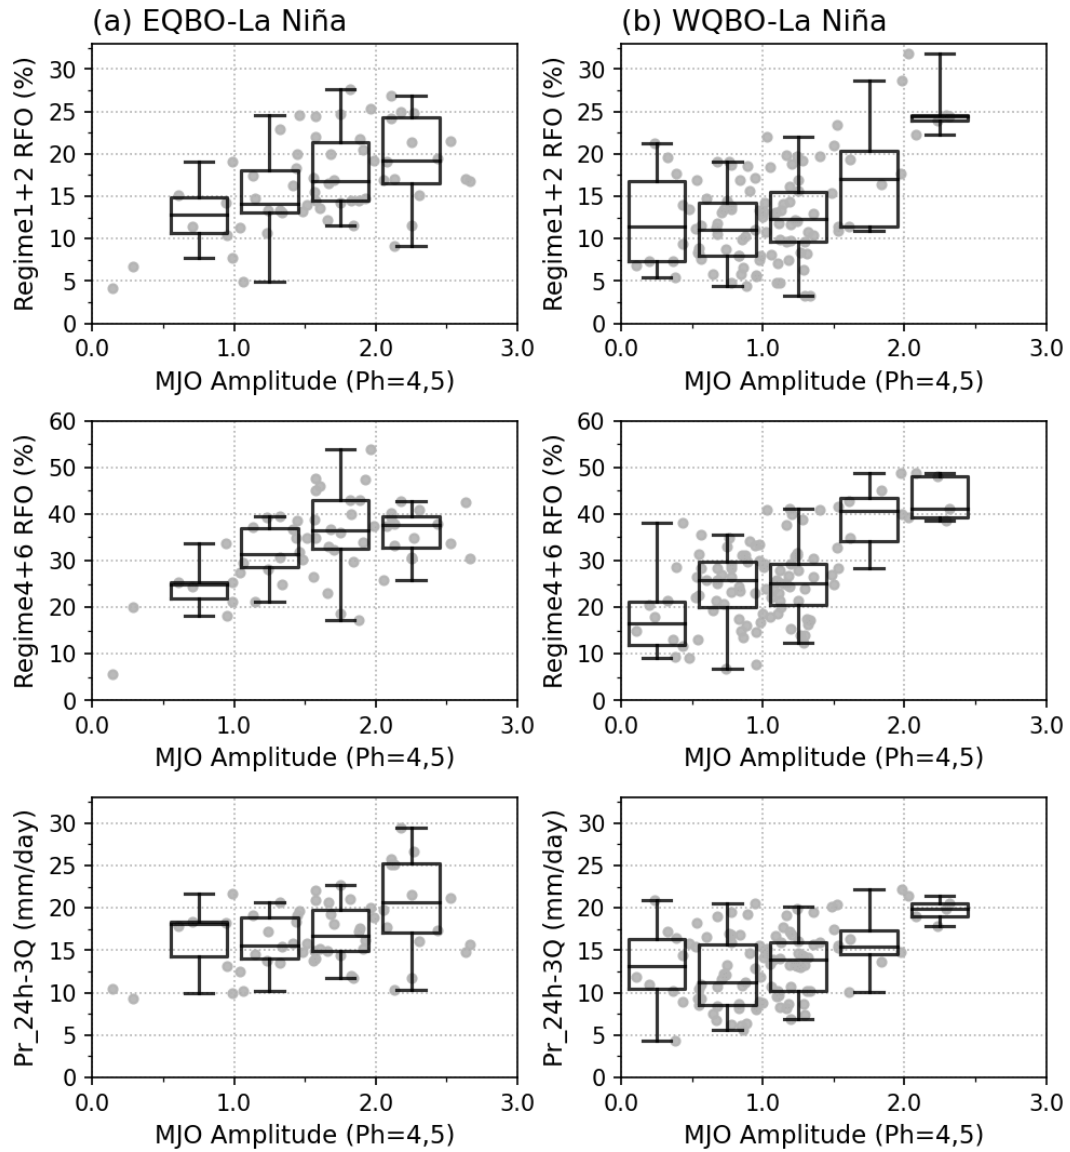 (a) EQBO-La Niña
(b) WQBO-La Niña
Regime1+2 RFO (%)
30
25
20
15
10
5
0
0.0 1.0 2.0 3.0
MJO Amplitude (Ph=4,5)
Regime1+2 RFO (%)
30
25
20
15
10
5
0
0.0 1.0 2.0 3.0
MJO Amplitude (Ph=4,5)
Regime4+6 RFO (%)
60
50
40
30
20
10
0
0.0 1.0 2.0 3.0
MJO Amplitude (Ph=4,5)
Regime4+6 RFO (%)
60
50
40
30
20
10
0
0.0 1.0 2.0 3.0
MJO Amplitude (Ph=4,5)
Pr_24h-3Q (mm/day)
30
25
20
15
10
5
0
0.0 1.0 2.0 3.0
MJO Amplitude (Ph=4,5)
Pr_24h-3Q (mm/day)
30
25
20
15
10
5
0
0.0 1.0 2.0 3.0
MJO Amplitude (Ph=4,5)